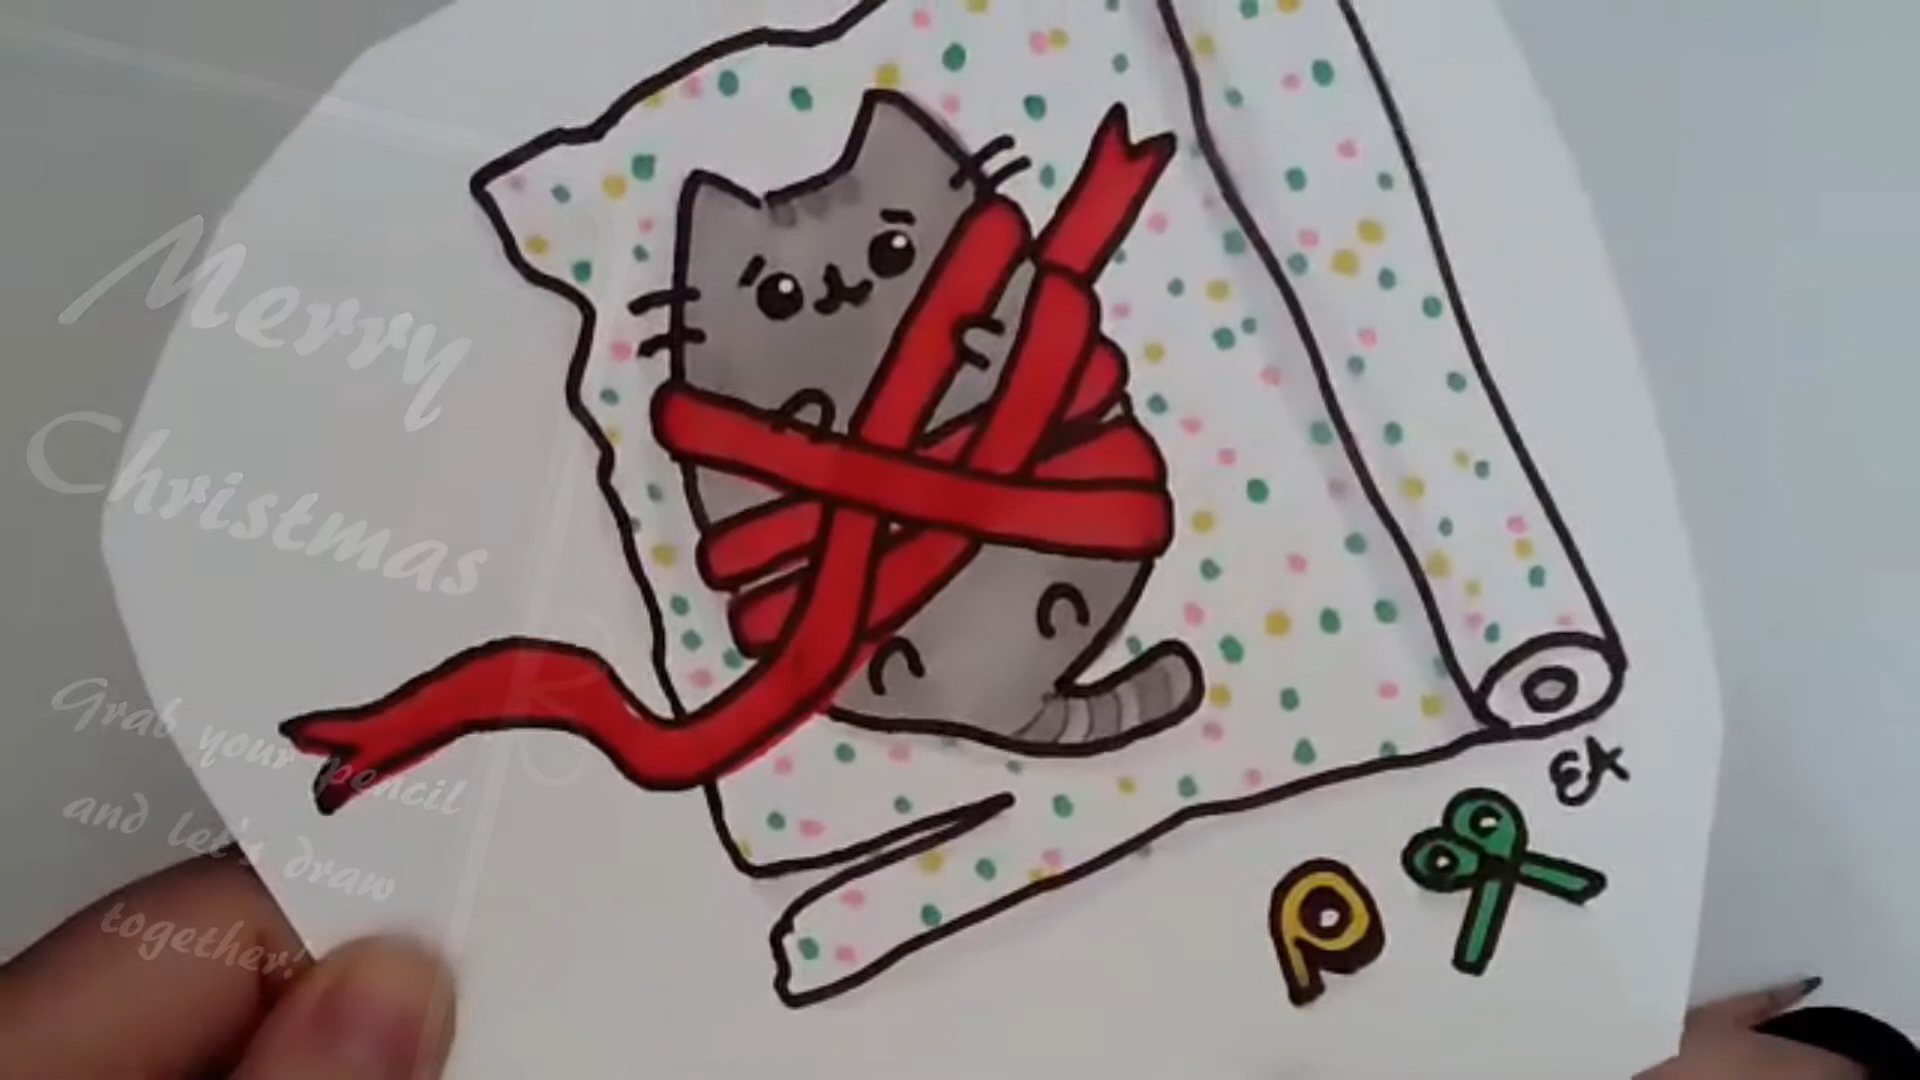 Merry
Christmas
Grab your pencil
and let's draw
together!
EA